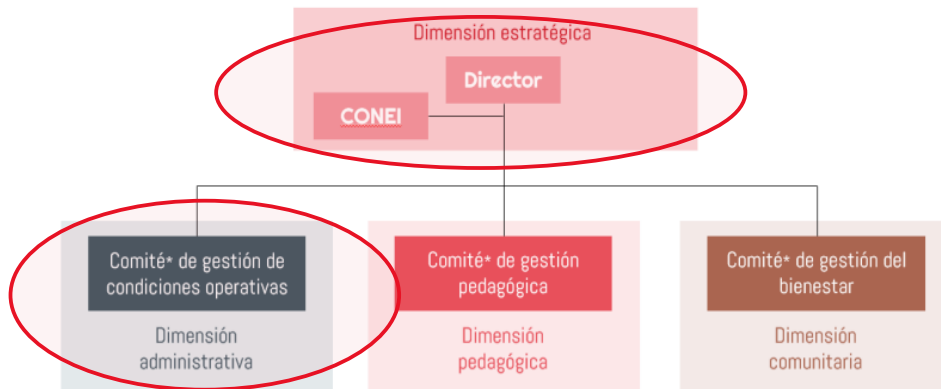 Dimensión estratégica
Director
CONEI
Comité* de gestión de
condiciones operativas
Dimensión
administrativa
Comité* de gestión
pedagógica
Dimensión
pedagógica
Comité* de gestión del
bienestar
Dimensión
comunitaria